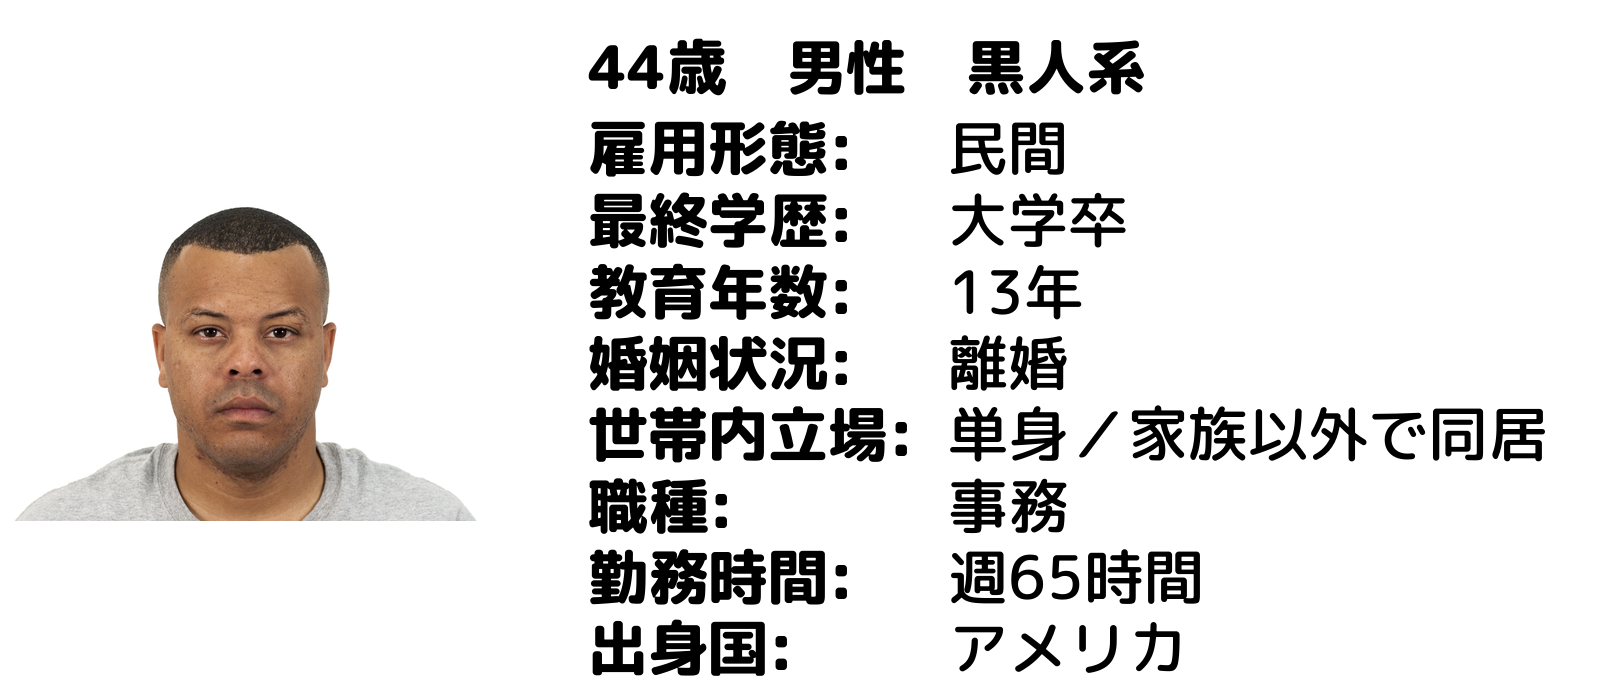 44歳　男性　黒人系
雇用形態:　民間
最終学歴:　大学卒
教育年数:　13年
婚姻状況:　離婚
世帯内立場:　単身／家族以外で同居
職種:　事務
勤務時間:　週65時間
出身国:　アメリカ